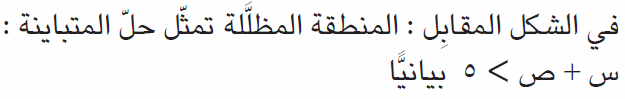 في الشكل المقابِل : المنطقة المظلَّلة تمثّل حلّ المتباينة :
س + ص < ٥ بيانيًّا